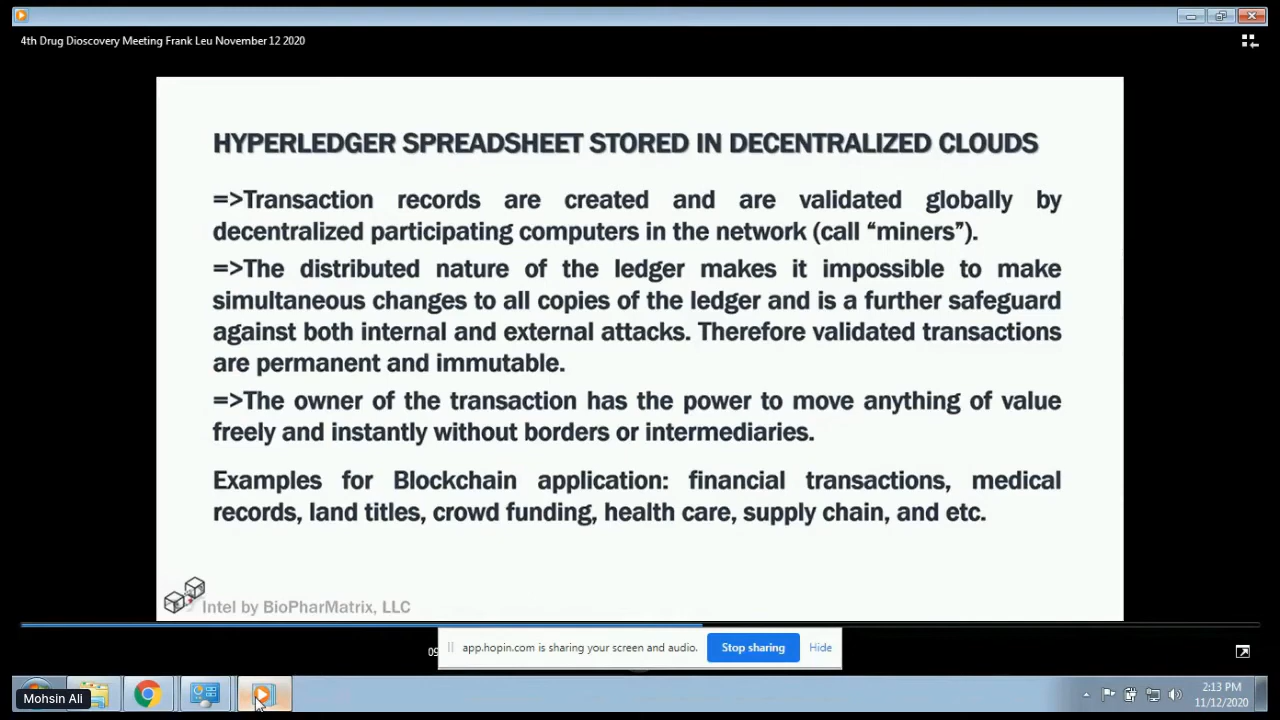 4th Drug Dioscovery Meeting Frank Leu November 12 2020
HYPERLEDGER SPREADSHEET STORED IN DECENTRALIZED CLOUDS
=>Transaction records are created and are validated globally by
decentralized participating computers in the network (call “miners”).
=>The distributed nature of the ledger makes it impossible to make
simultaneous changes to all copies of the ledger and is a further safeguard
against both internal and external attacks. Therefore validated transactions
are permanent and immutable.
=>The owner of the transaction has the power to move anything of value
freely and instantly without borders or intermediaries.
Examples for Blockchain application: financial transactions, medical
records, land titles, crowd funding, health care, supply chain, and etc.
Intel by BioPharMatrix, LLC
app.hopin.com is sharing your screen and audio. Stop sharing Hide
Mohsin Ali
2:13 PM
11/12/2020